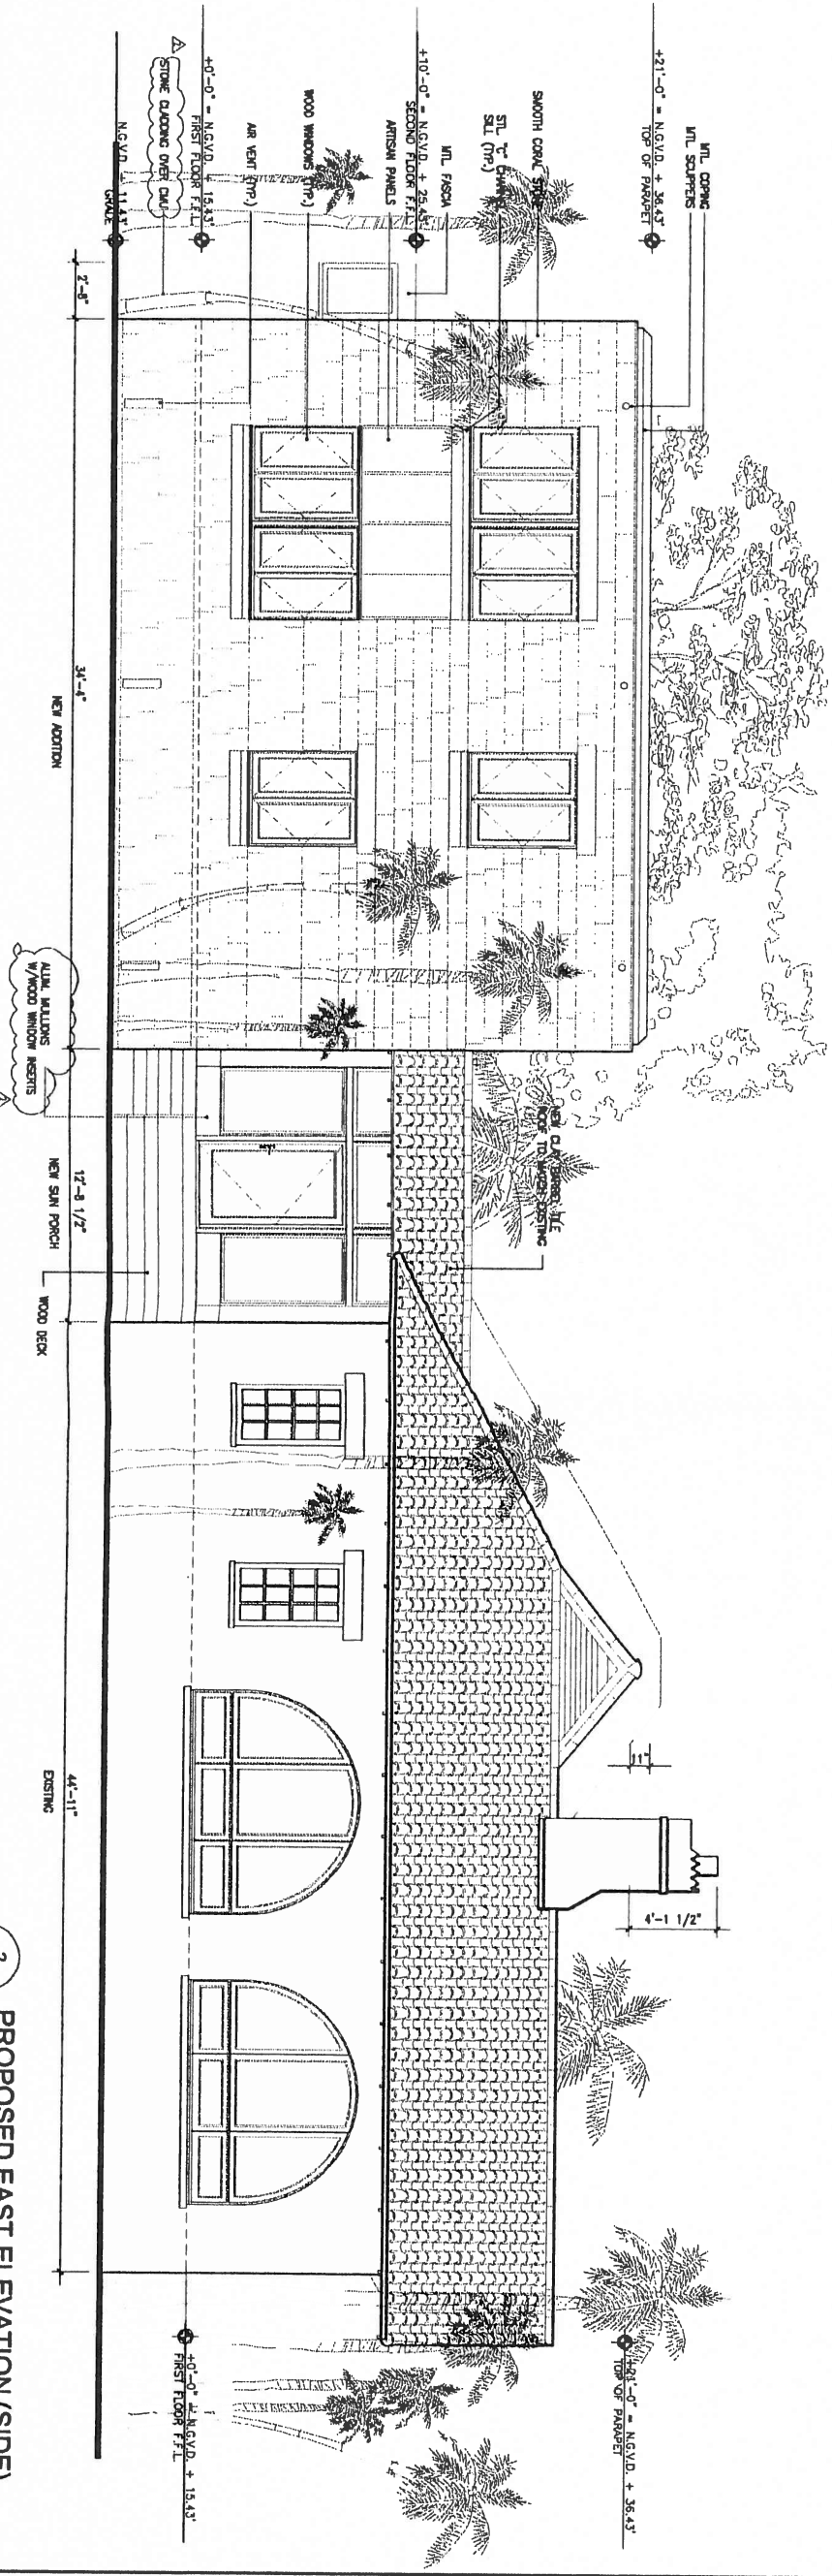 MTL COPING
MTL SCUPPERS
+21'-0" = N.G.V.D. + 36.43'
TOP OF PARAPET
SMOOTH CORAL STONE
STL "C"
SILL (TYP.)
MTL FASCIA
+10'-0" = N.G.V.D. + 25.43'
SECOND FLOOR F.F.L.
ARTISAN PANELS
WOOD WINDOWS (TYP.)
AIR VENT (TYP.)
+0'-0" = N.G.V.D. + 15.43'
FIRST FLOOR F.F.L.
STONE CLADDING OVER CMU
N.G.V.D. + 11.43'
GRADE
2'-8"
34'-4"
NEW ADDITION
ALUM. MULLIONS
W/WOOD WINDOW INSERTS
NEW CLAY BARREL TILE
ROOF TO MATCH EXISTING
12'-8 1/2"
NEW SUN PORCH
WOOD DECK
44'-11"
EXISTING
11"
4'-1 1/2"
+21'-0" = N.G.V.D. + 36.43'
TOP OF PARAPET
+0'-0" = N.G.V.D. + 15.43'
FIRST FLOOR F.F.L.
2
PROPOSED EAST ELEVATION (SIDE)